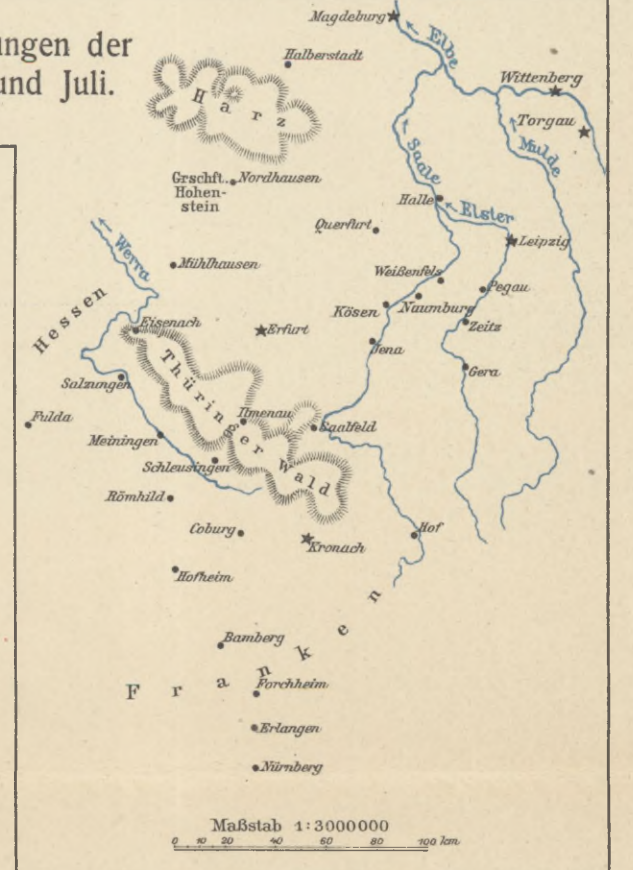 ungen der
und Juli.
Magdeburg
Elbe
Halberstadt
Harz
Wittenberg
Torgau
Mulde
Saale
Grschft. Nordhausen
Hohen-
stein
Halle
Elster
Querfurt
Leipzig
Werra
Mühlhausen
Weißenfels
Pegau
Kösen
Naumburg
Hessen
Eisenach
Erfurt
Zeitz
Jena
Thüringer Wald
Gera
Salzungen
Fulda
Ilmenau
Saalfeld
Meiningen
Schleusingen
Römhild
Coburg
Kronach
Hof
Hofheim
Franken
Bamberg
Forchheim
Erlangen
Nürnberg
Maßstab 1:3000000
0 10 20 40 60 80 100 km